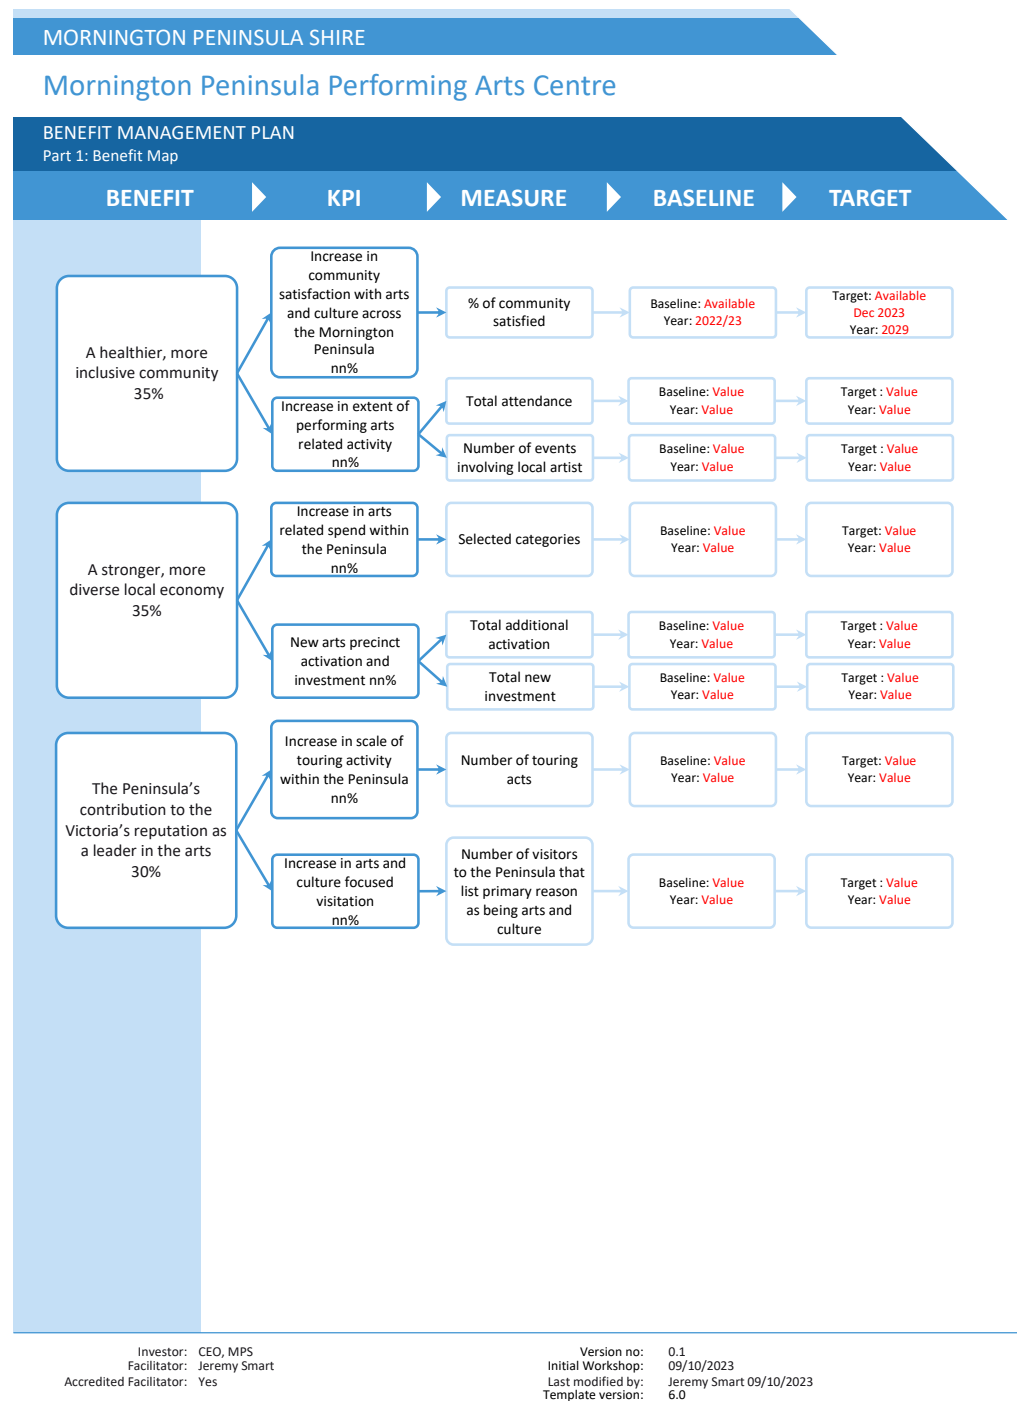 MORNINGTON PENINSULA SHIRE
Mornington Peninsula Performing Arts Centre
BENEFIT MANAGEMENT PLAN
Part 1: Benefit Map
BENEFIT
KPI
MEASURE
BASELINE
TARGET
A healthier, more
inclusive community
35%
Increase in
community
satisfaction with arts
and culture across
the Mornington
Peninsula
nn%
% of community
satisfied
Baseline: Available
Year: 2022/23
Target: Available
Dec 2023
Year: 2029
Increase in extent of
performing arts
related activity
nn%
Total attendance
Baseline: Value
Year: Value
Target : Value
Year: Value
Number of events
involving local artist
Baseline: Value
Year: Value
Target : Value
Year: Value
A stronger, more
diverse local economy
35%
Increase in arts
related spend within
the Peninsula
nn%
Selected categories
Baseline: Value
Year: Value
Target: Value
Year: Value
New arts precinct
activation and
investment nn%
Total additional
activation
Baseline: Value
Year: Value
Target : Value
Year: Value
Total new
investment
Baseline: Value
Year: Value
Target : Value
Year: Value
The Peninsula’s
contribution to the
Victoria’s reputation as
a leader in the arts
30%
Increase in scale of
touring activity
within the Peninsula
nn%
Number of touring
acts
Baseline: Value
Year: Value
Target: Value
Year: Value
Increase in arts and
culture focused
visitation
nn%
Number of visitors
to the Peninsula that
list primary reason
as being arts and
culture
Baseline: Value
Year: Value
Target : Value
Year: Value
Investor: CEO, MPS
Facilitator: Jeremy Smart
Accredited Facilitator: Yes
Version no: 0.1
Initial Workshop: 09/10/2023
Last modified by: Jeremy Smart 09/10/2023
Template version: 6.0